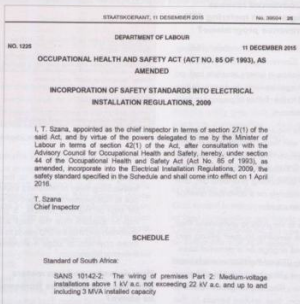 STAATSKOERANT, 11 DESEMBER 2015
DEPARTMENT OF LABOUR
NO. 1228
11 DECEMBER 2015
OCCUPATIONAL HEALTH AND SAFETY ACT (ACT NO. 85 OF 1993), AS
AMENDED
INCORPORATION OF SAFETY STANDARDS INTO ELECTRICAL
INSTALLATION REGULATIONS, 2009
I, T. Szana, appointed as the chief inspector in terms of section 27(1) of the
said Act, and by virtue of the powers delegated to me by the Minister of
Labour in terms of section 42(1) of the Act, after consultation with the
Advisory Council for Occupational Health and Safety, hereby, under section
44 of the Occupational Health and Safety Act (Act No. 85 of 1993), as
amended, incorporate into the Electrical Installation Regulations, 2009, the
safety standard specified in the Schedule and shall come into effect on 1 April
2016.
T. Szana
Chief Inspector
SCHEDULE
Standard of South Africa:
SANS 10142-2: The wiring of premises Part 2: Medium-voltage
installations above 1 kV a.c. not exceeding 22 kV a.c. and up to and
including 3 MVA installed capacity